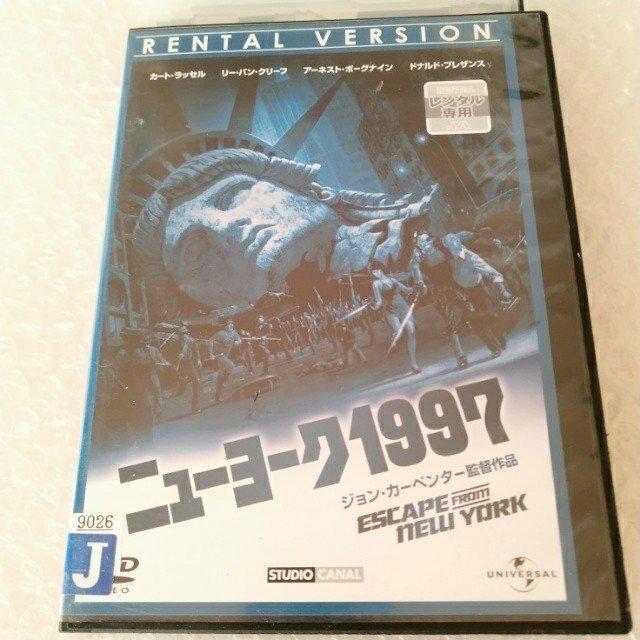 RENTAL VERSION
カート・ラッセル リー・バン・クリーフ アーネスト・ボーグナイン ドナルド・プレザンス
レンタル
専用
ニューヨーク1997
ジョン・カーペンター監督作品
ESCAPE FROM
NEW YORK
9026
J
STUDIO CANAL
UNIVERSAL